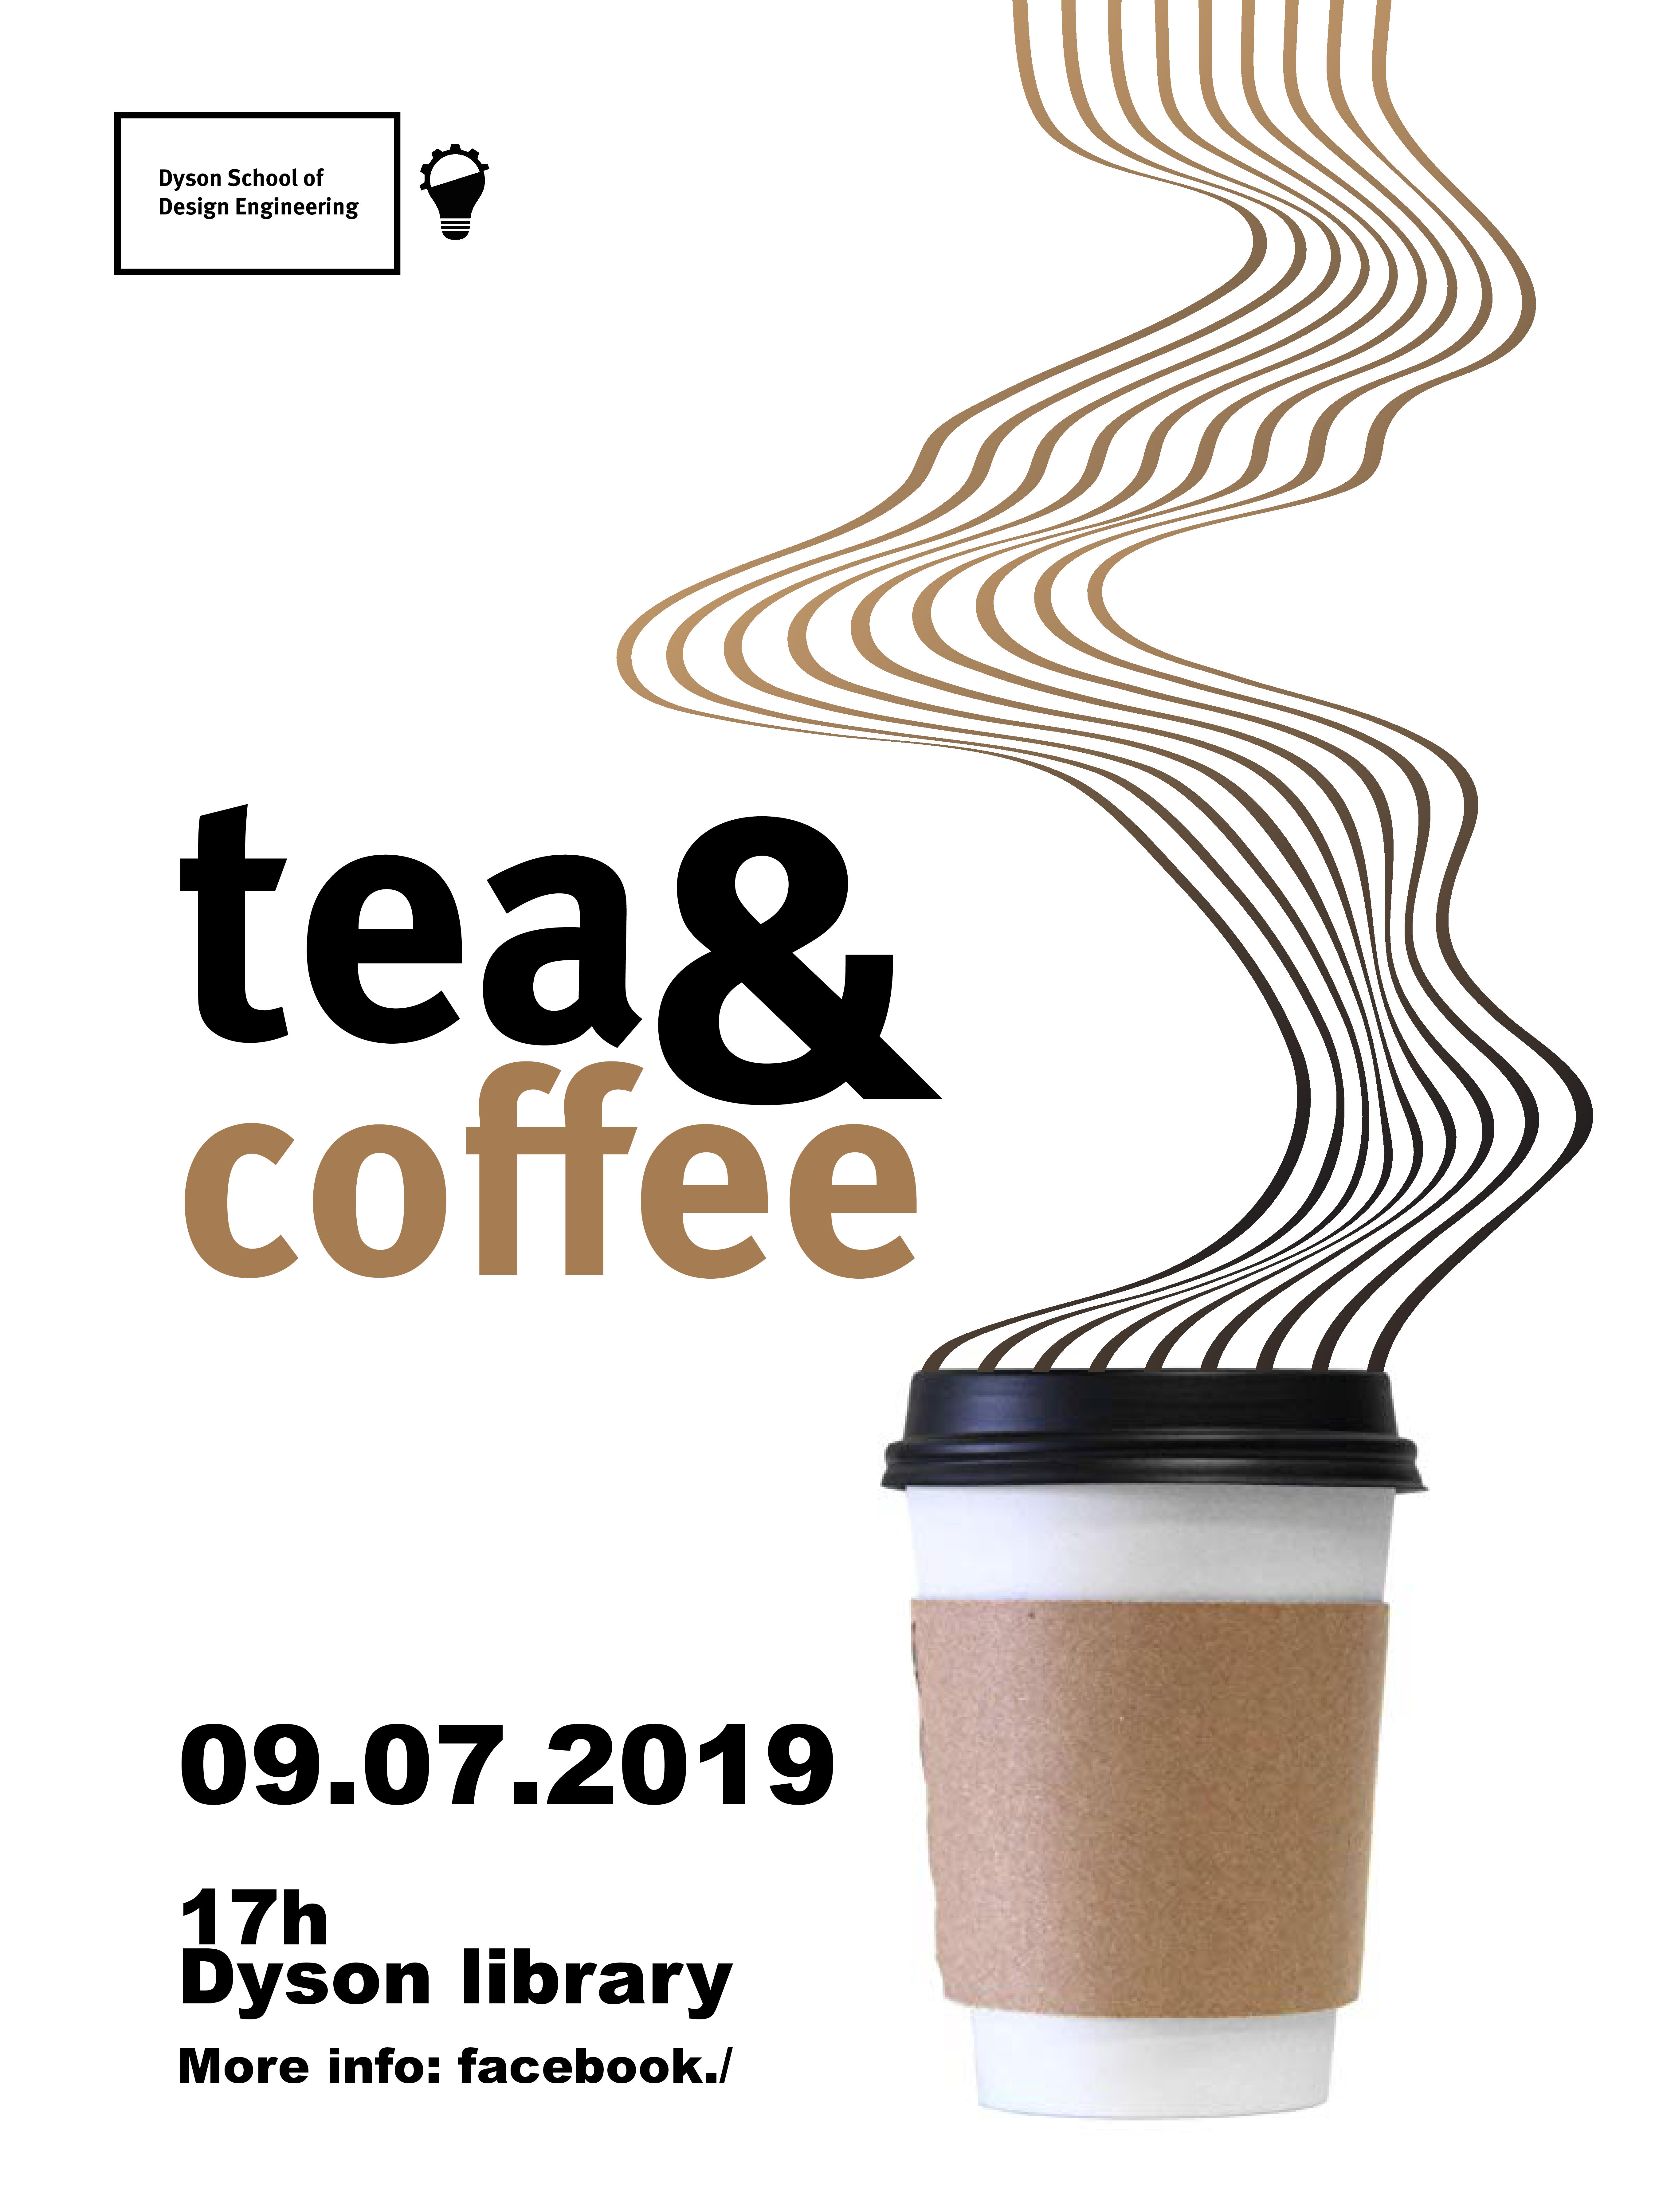 Dyson School of
Design Engineering
tea&
coffee
09.07.2019
17h
Dyson library
More info: facebook./